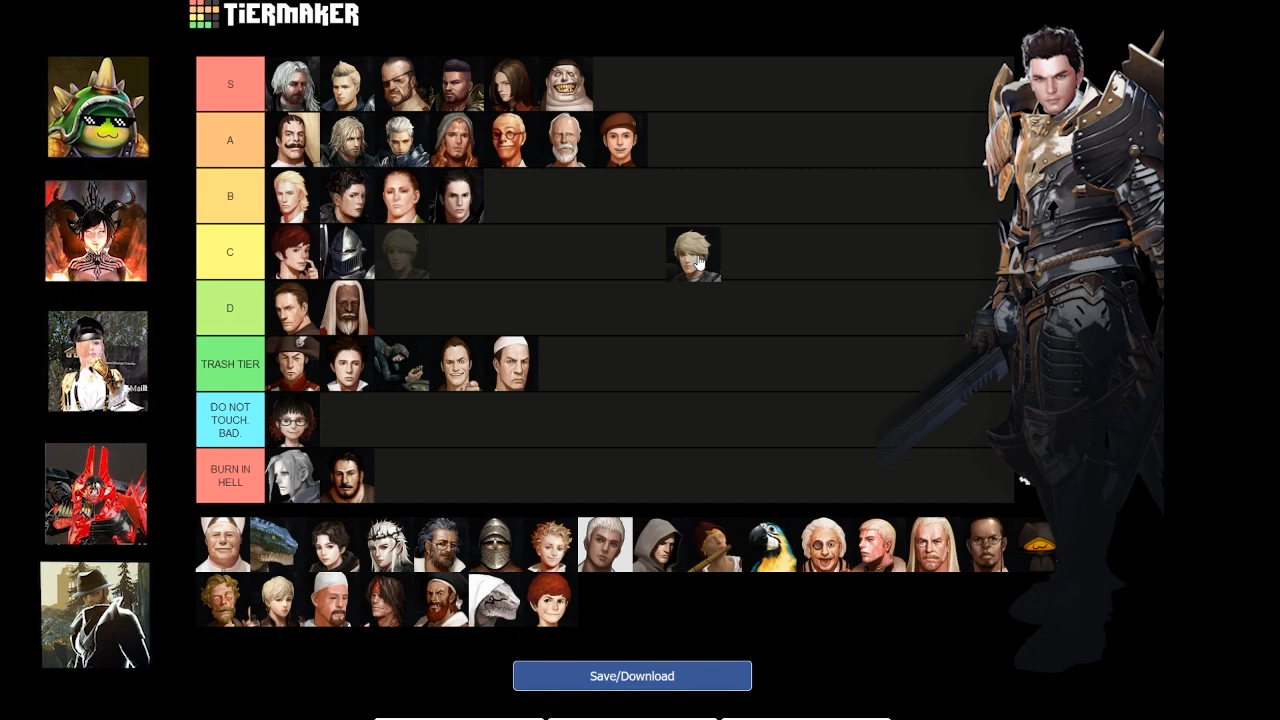 TiERMAKER
S
A
B
C
D
TRASH TIER
DO NOT
TOUCH.
BAD.
BURN IN
HELL
Save/Download